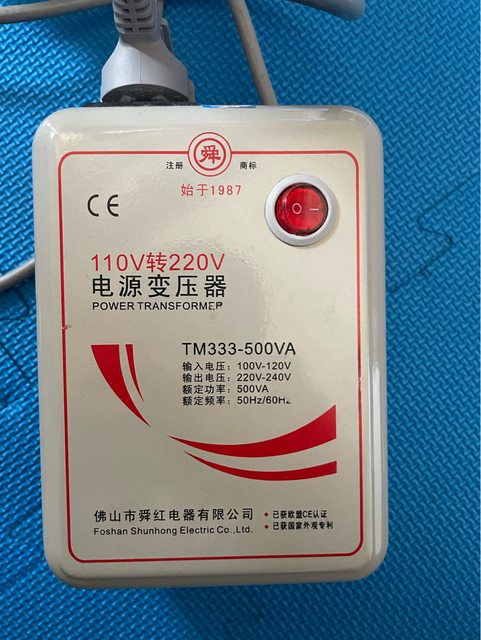 注册 舜 商标
始于1987
CE
110V转220V
电源变压器
POWER TRANSFORMER
TM333-500VA
输入电压：100V-120V
输出电压：220V-240V
额定功率：500VA
额定频率：50Hz/60Hz
佛山市舜红电器有限公司
Foshan Shunhong Electric Co.,Ltd.
• 已获欧盟CE认证
• 已获国家外观专利